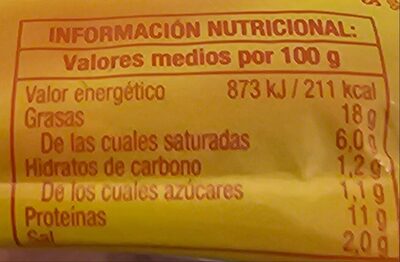 INFORMACIÓN NUTRICIONAL:
Valores medios por 100 g
Valor energético 873 kJ / 211 kcal
Grasas 18 g
De las cuales saturadas 6,0 g
Hidratos de carbono 1,2 g
De los cuales azúcares 1,1 g
Proteínas 11 g
Sal 2,0 g